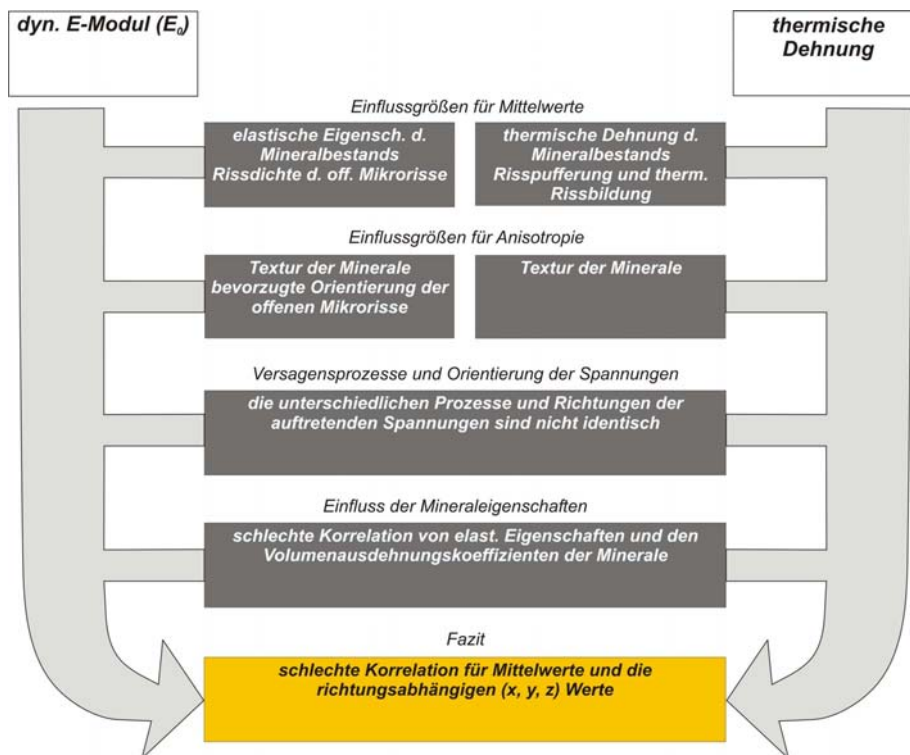 dyn. E-Modul (E₀)
thermische
Dehnung
Einflussgrößen für Mittelwerte
elastische Eigensch. d.
Mineralbestands
Rissdichte d. off. Mikrorisse
thermische Dehnung d.
Mineralbestands
Risspufferung und therm.
Rissbildung
Einflussgrößen für Anisotropie
Textur der Minerale
bevorzugte Orientierung der
offenen Mikrorisse
Textur der Minerale
Versagensprozesse und Orientierung der Spannungen
die unterschiedlichen Prozesse und Richtungen der
auftretenden Spannungen sind nicht identisch
Einfluss der Mineraleigenschaften
schlechte Korrelation von elast. Eigenschaften und den
Volumenausdehnungskoeffizienten der Minerale
Fazit
schlechte Korrelation für Mittelwerte und die
richtungsabhängigen (x, y, z) Werte